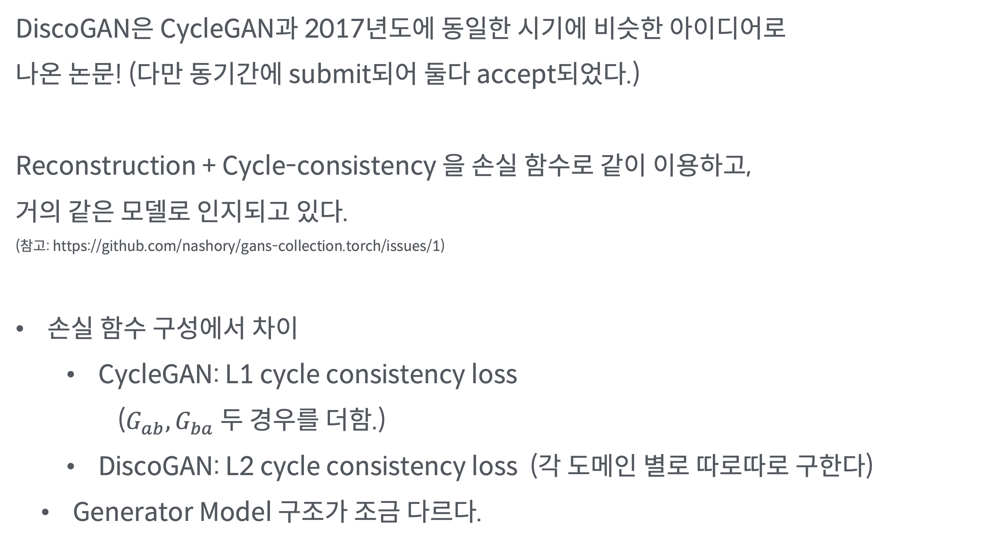 DiscoGAN은 CycleGAN과 2017년도에 동일한 시기에 비슷한 아이디어로
나온 논문! (다만 동기간에 submit되어 둘다 accept되었다.)
Reconstruction + Cycle-consistency 을 손실 함수로 같이 이용하고,
거의 같은 모델로 인지되고 있다.
(참고: https://github.com/nashory/gans-collection.torch/issues/1)
• 손실 함수 구성에서 차이
• CycleGAN: L1 cycle consistency loss
(G_ab, G_ba 두 경우를 더함.)
• DiscoGAN: L2 cycle consistency loss (각 도메인 별로 따로따로 구한다)
• Generator Model 구조가 조금 다르다.